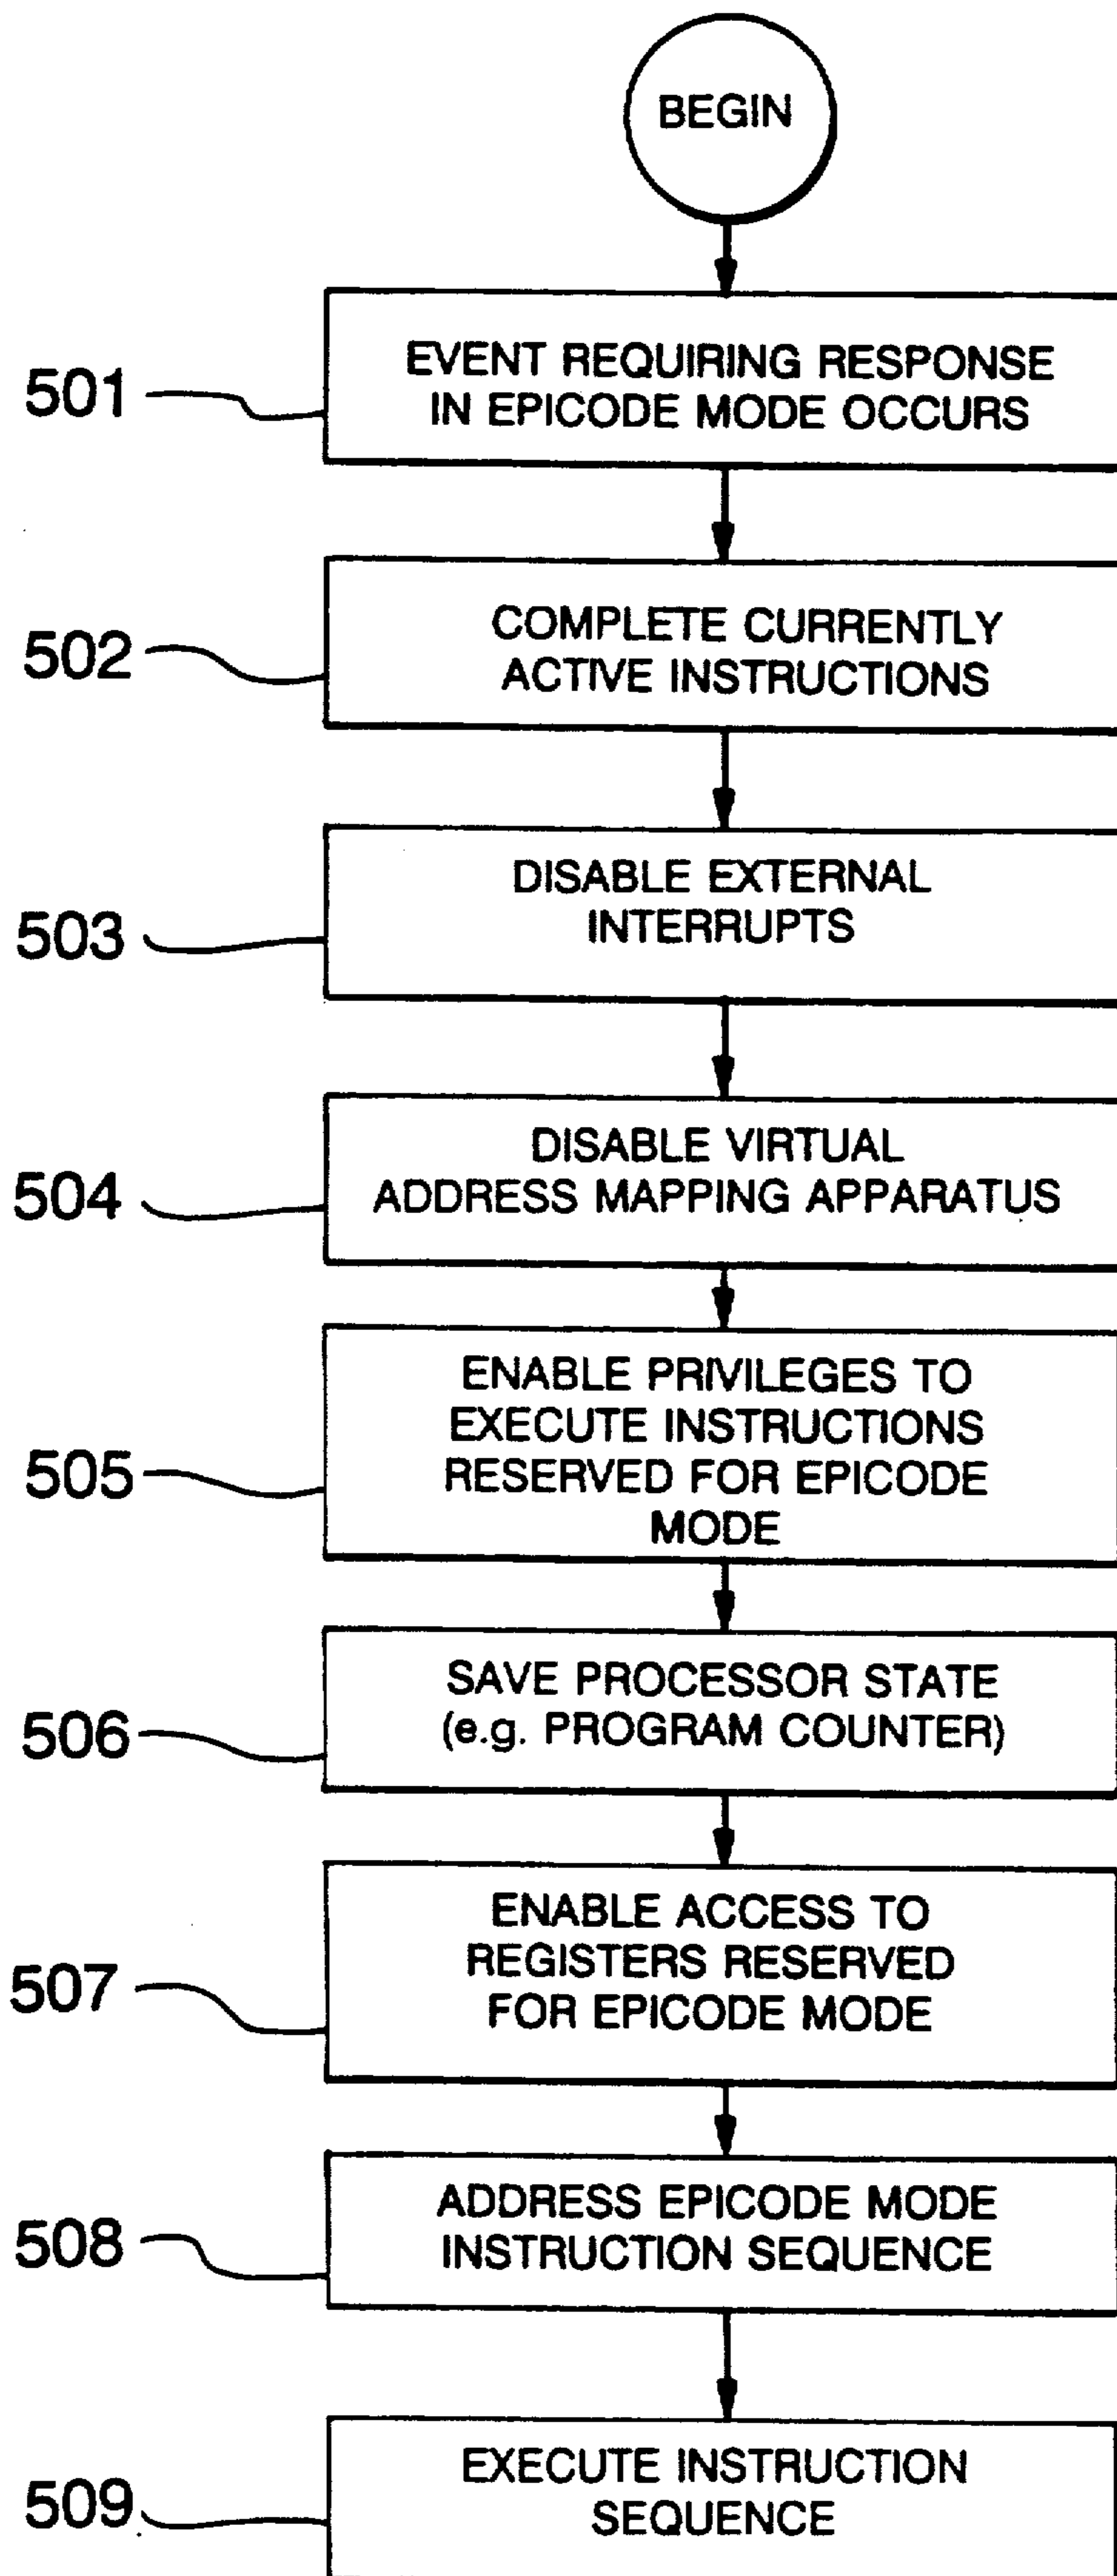 BEGIN
501
EVENT REQUIRING RESPONSE
IN EPICODE MODE OCCURS
502
COMPLETE CURRENTLY
ACTIVE INSTRUCTIONS
503
DISABLE EXTERNAL
INTERRUPTS
504
DISABLE VIRTUAL
ADDRESS MAPPING APPARATUS
505
ENABLE PRIVILEGES TO
EXECUTE INSTRUCTIONS
RESERVED FOR EPICODE
MODE
506
SAVE PROCESSOR STATE
(e.g. PROGRAM COUNTER)
507
ENABLE ACCESS TO
REGISTERS RESERVED
FOR EPICODE MODE
508
ADDRESS EPICODE MODE
INSTRUCTION SEQUENCE
509
EXECUTE INSTRUCTION
SEQUENCE